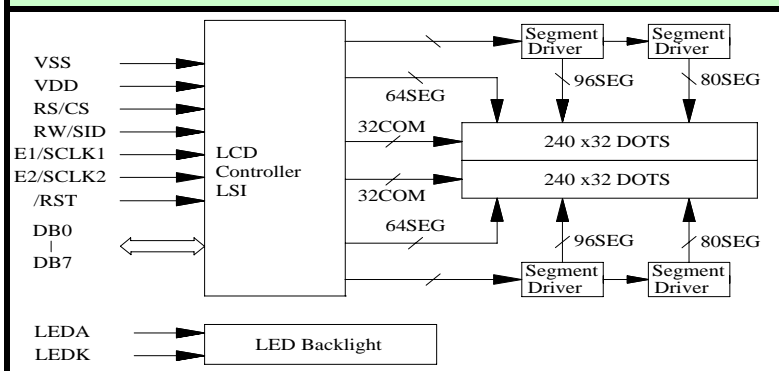 VSS
VDD
RS/CS
RW/SID
E1/SCLK1
E2/SCLK2
/RST
DB0
DB7
LCD
Controller
LSI
64SEG
32COM
32COM
64SEG
Segment
Driver
Segment
Driver
96SEG
80SEG
240 x32 DOTS
240 x32 DOTS
96SEG
80SEG
Segment
Driver
Segment
Driver
LEDA
LEDK
LED Backlight